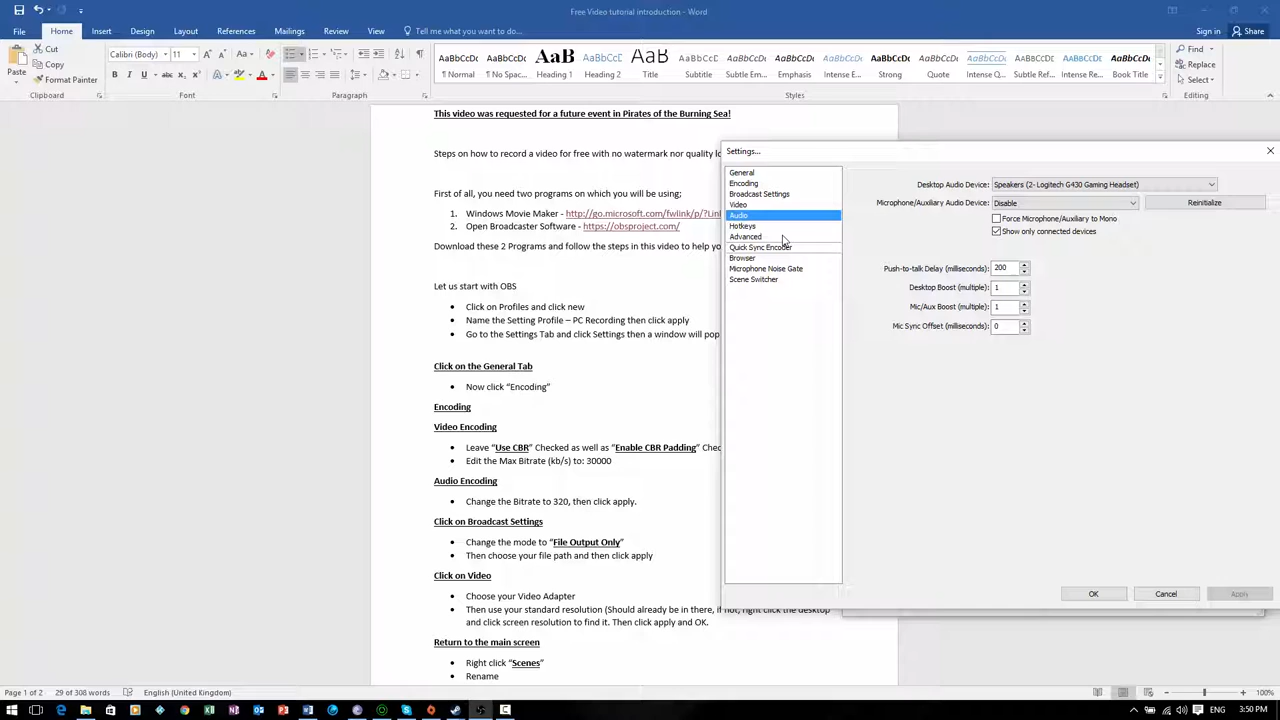 Free Video tutorial introduction - Word
Sign in
Share
File
Home
Insert
Design
Layout
References
Mailings
Review
View
Tell me what you want to do...
Paste
Cut
Copy
Format Painter
Clipboard
Calibri (Body)
11
Font
Paragraph
AaBbCcDc AaBbCcDc AaBbC AaBbCcE AaB AaBbCcD AaBbCcDc AaBbCcDc AaBbCcDc AaBbCcDc AaBbCcDc AaBbCcDc AaBbCcDc AaBbCcDc AaBbCcDc
¶ Normal
¶ No Spac...
Heading 1
Heading 2
Title
Subtitle
Subtle Em...
Emphasis
Intense E...
Strong
Quote
Intense Q...
Subtle Ref...
Intense Re...
Book Title
Styles
Find
Replace
Select
Editing
This video was requested for a future event in Pirates of the Burning Sea!
Steps on how to record a video for free with no watermark nor quality lo
First of all, you need two programs on which you will be using;
1. Windows Movie Maker - http://go.microsoft.com/fwlink/p/?Lin
2. Open Broadcaster Software - https://obsproject.com/
Download these 2 Programs and follow the steps in this video to help yo
Let us start with OBS
• Click on Profiles and click new
• Name the Setting Profile – PC Recording then click apply
• Go to the Settings Tab and click Settings then a window will pop
Click on the General Tab
• Now click “Encoding”
Encoding
Video Encoding
• Leave “Use CBR” Checked as well as “Enable CBR Padding” Chec
• Edit the Max Bitrate (kb/s) to: 30000
Audio Encoding
• Change the Bitrate to 320, then click apply.
Click on Broadcast Settings
• Change the mode to “File Output Only”
• Then choose your file path and then click apply
Click on Video
• Choose your Video Adapter
• Then use your standard resolution (Should already be in there, if not, right click the desktop
and click screen resolution to find it. Then click apply and OK.
Return to the main screen
• Right click “Scenes”
• Rename
Settings...
General
Encoding
Broadcast Settings
Video
Audio
Hotkeys
Advanced
Quick Sync Encoder
Browser
Microphone Noise Gate
Scene Switcher
Desktop Audio Device: Speakers (2- Logitech G430 Gaming Headset)
Microphone/Auxiliary Audio Device: Disable
Reinitialize
Force Microphone/Auxiliary to Mono
Show only connected devices
Push-to-talk Delay (milliseconds): 200
Desktop Boost (multiple): 1
Mic/Aux Boost (multiple): 1
Mic Sync Offset (milliseconds): 0
OK
Cancel
Apply
Page 1 of 2
29 of 308 words
English (United Kingdom)
100%
ENG
3:50 PM